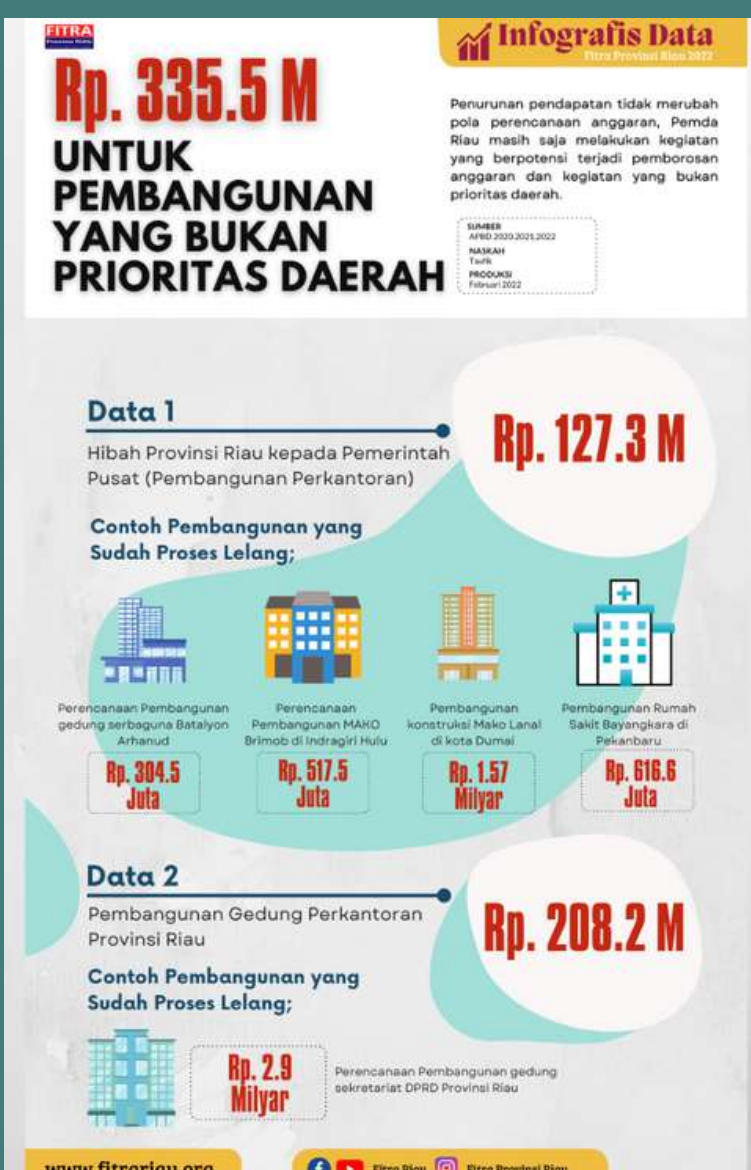 FITRA
Infografis Data
Fitra Provinsi Riau 2022
Rp. 335.5 M
UNTUK
PEMBANGUNAN
YANG BUKAN
PRIORITAS DAERAH
Penurunan pendapatan tidak merubah
pola perencanaan anggaran, Pemda
Riau masih saja melakukan kegiatan
yang berpotensi terjadi pemborosan
anggaran dan kegiatan yang bukan
prioritas daerah.
SUMBER
APBD 2020,2021,2022
NASKAH
Taufik
PRODUKSI
Februari 2022
Data 1
Hibah Provinsi Riau kepada Pemerintah
Pusat (Pembangunan Perkantoran)
Rp. 127.3 M
Contoh Pembangunan yang
Sudah Proses Lelang;
Perencanaan Pembangunan
gedung serbaguna Batalyon
Arhanud
Rp. 304.5
Juta
Perencanaan
Pembangunan MAKO
Brimob di Indragiri Hulu
Rp. 517.5
Juta
Pembangunan
konstruksi Mako Lanal
di kota Dumai
Rp. 1.57
Milyar
Pembangunan Rumah
Sakit Bayangkara di
Pekanbaru
Rp. 616.6
Juta
Data 2
Pembangunan Gedung Perkantoran
Provinsi Riau
Rp. 208.2 M
Contoh Pembangunan yang
Sudah Proses Lelang;
Rp. 2.9
Milyar
Perencanaan Pembangunan gedung
sekretariat DPRD Provinsi Riau
www.fitrariau.org
Fitra Riau
Fitra Provinsi Riau